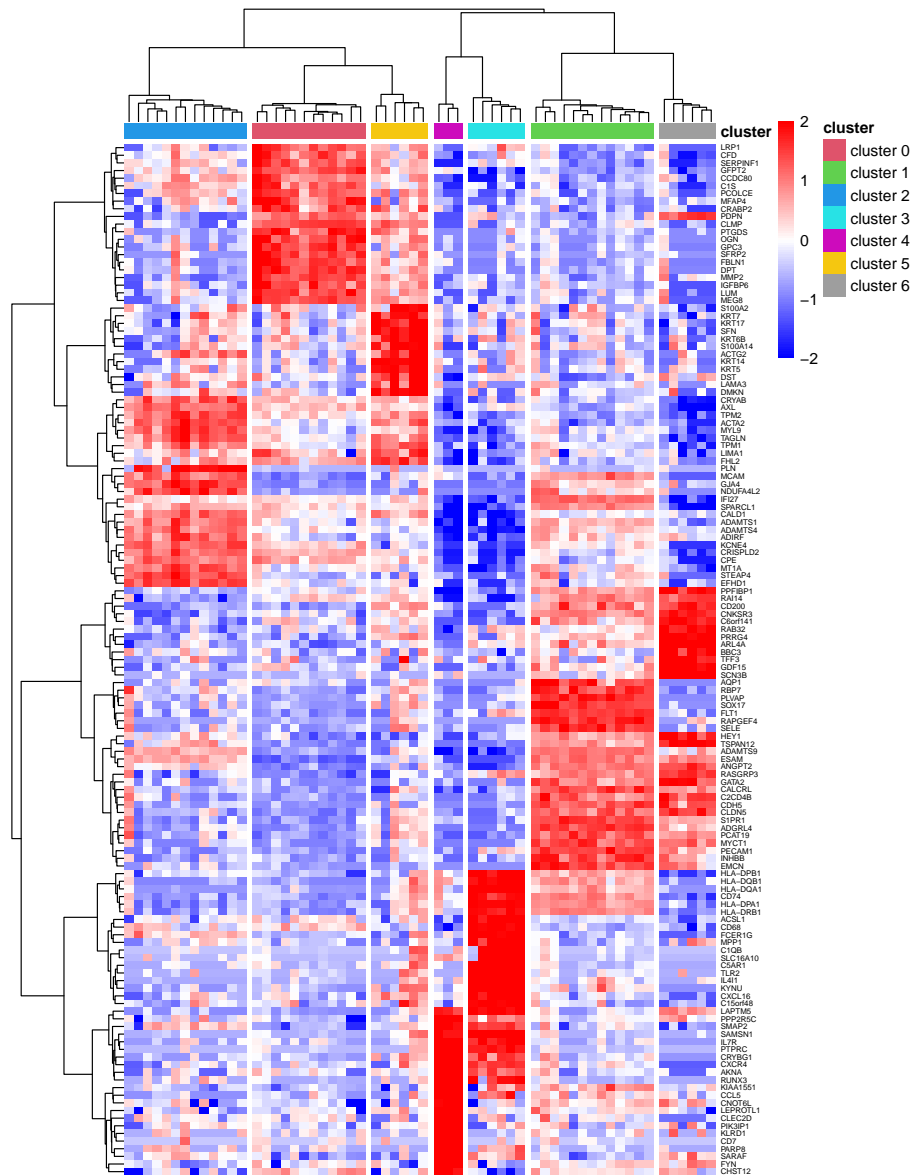 cluster
LRP1
CFD
SERPINF1
GFPT2
CCDC80
C1S
PCOLCE
MFAP4
CRABP2
PDPN
CLMP
PTGDS
OGN
GPC3
SFRP2
FBLN1
DPT
MMP2
IGFBP6
LUM
MEG8
S100A2
KRT7
KRT17
SFN
KRT6B
S100A14
ACTG2
KRT14
KRT5
DST
LAMA3
DMKN
CRYAB
AXL
TPM2
ACTA2
MYL9
TAGLN
TPM1
LIMA1
FHL2
PLN
MCAM
GJA4
NDUFA4L2
IFI27
SPARCL1
CALD1
ADAMTS1
ADAMTS4
ADIRF
KCNE4
CRISPLD2
CPE
MT1A
STEAP4
EFHD1
PPFIBP1
RAI14
CD200
CNKSR3
C6orf141
RAB32
PRRG4
ARL4A
BBC3
TFF3
GDF15
SCN3B
AQP1
RBP7
PLVAP
SOX17
FLT1
RAPGEF4
SELE
HEY1
TSPAN12
ADAMTS9
ESAM
ANGPT2
RASGRP3
GATA2
CALCRL
C2CD4B
CDH5
CLDN5
S1PR1
ADGRL4
PCAT19
MYCT1
PECAM1
INHBB
EMCN
HLA−DPB1
HLA−DQB1
HLA−DQA1
CD74
HLA−DPA1
HLA−DRB1
ACSL1
CD68
FCER1G
MPP1
C1QB
SLC16A10
C5AR1
TLR2
IL4I1
KYNU
CXCL16
C15orf48
LAPTM5
PPP2R5C
SMAP2
SAMSN1
IL7R
PTPRC
CRYBG1
CXCR4
AKNA
RUNX3
KIAA1551
CCL5
CNOT6L
LEPROTL1
CLEC2D
PIK3IP1
KLRD1
CD7
PARP8
SARAF
FYN
CHST12
2
1
0
−1
−2
cluster
cluster 0
cluster 1
cluster 2
cluster 3
cluster 4
cluster 5
cluster 6